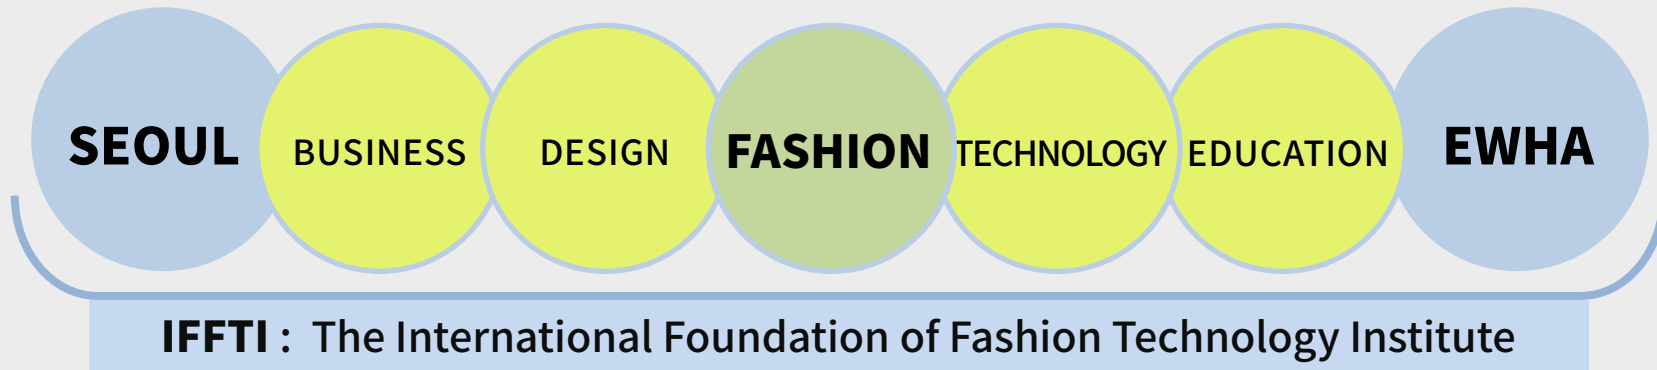 SEOUL BUSINESS DESIGN FASHION TECHNOLOGY EDUCATION EWHA
IFFTI : The International Foundation of Fashion Technology Institute